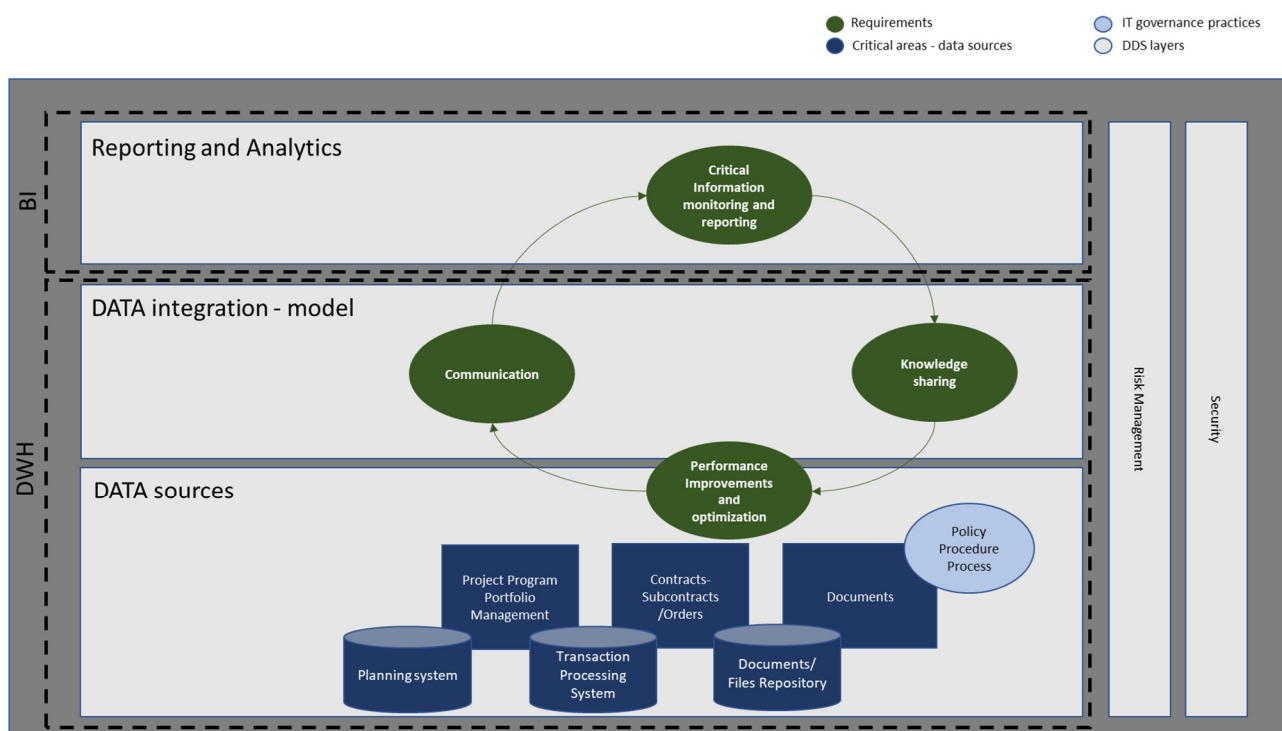 Requirements
IT governance practices
Critical areas - data sources
DDS layers
BI
Reporting and Analytics
Critical
Information
monitoring and
reporting
DWH
DATA integration - model
Communication
Knowledge
sharing
Performance
Improvements
and
optimization
DATA sources
Policy
Procedure
Process
Project Program
Portfolio
Management
Contracts-
Subcontracts
/Orders
Documents
Planning system
Transaction
Processing
System
Documents/
Files Repository
Risk Management
Security